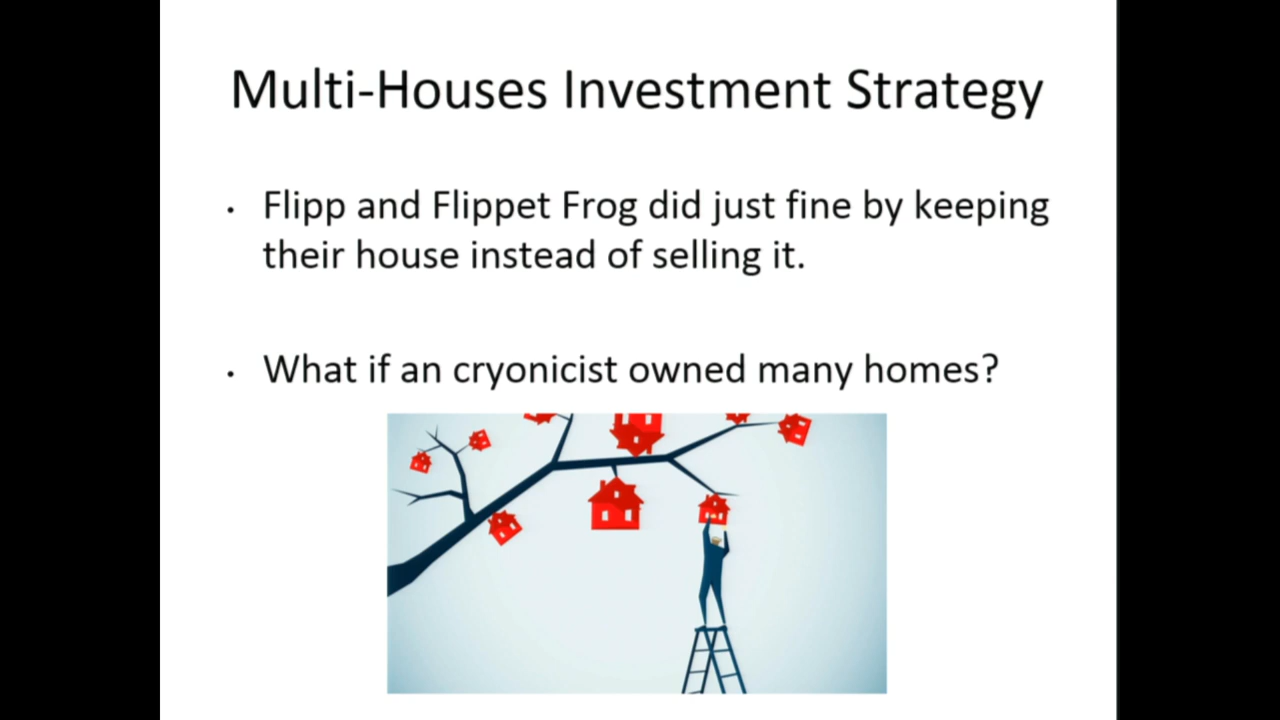 Multi-Houses Investment Strategy
• Flipp and Flippet Frog did just fine by keeping
their house instead of selling it.
• What if an cryonicist owned many homes?